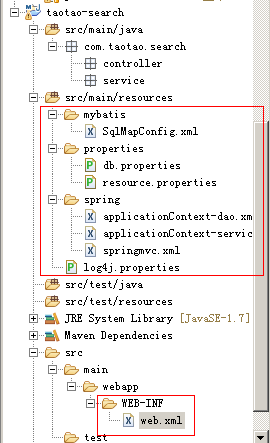 taotao-search
src/main/java
com.taotao.search
controller
service
src/main/resources
mybatis
SqlMapConfig.xml
properties
db.properties
resource.properties
spring
applicationContext-dao.xm
applicationContext-servic
springmvc.xml
log4j.properties
src/test/java
src/test/resources
JRE System Library [JavaSE-1.7]
Maven Dependencies
src
main
webapp
WEB-INF
web.xml
test